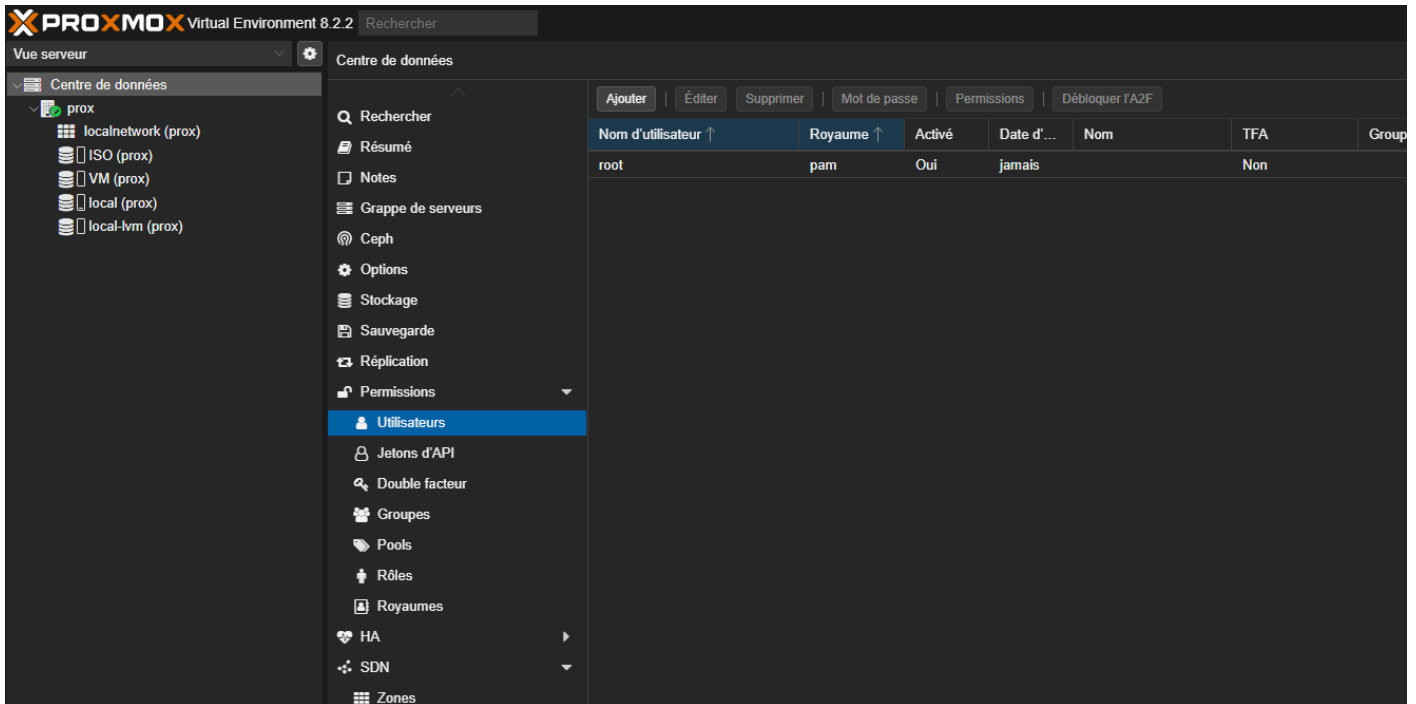 PROXMOX Virtual Environment 8.2.2 Rechercher
Vue serveur
Centre de données
prox
localnetwork (prox)
ISO (prox)
VM (prox)
local (prox)
local-lvm (prox)
Centre de données
Rechercher
Résumé
Notes
Grappe de serveurs
Ceph
Options
Stockage
Sauvegarde
Réplication
Permissions
Utilisateurs
Jetons d'API
Double facteur
Groupes
Pools
Rôles
Royaumes
HA
SDN
Zones
Ajouter | Éditer Supprimer | Mot de passe | Permissions | Débloquer l'A2F
Nom d'utilisateur ↑ Royaume ↑ Activé Date d'... Nom TFA Group
root pam Oui jamais Non